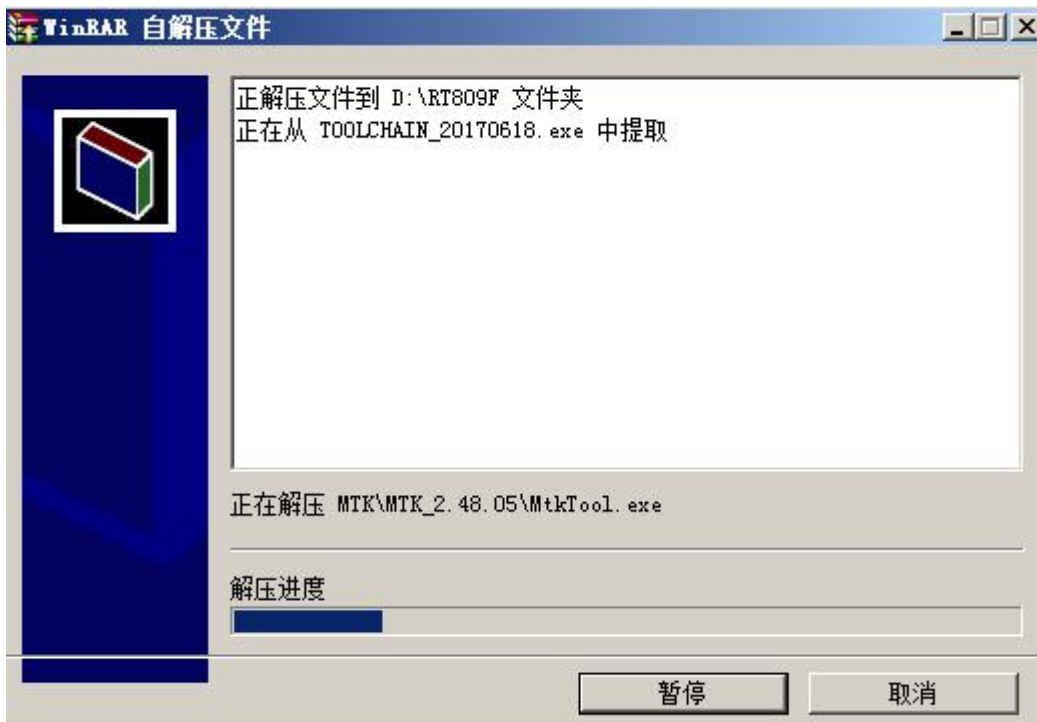 WinRAR 自解压文件
正解压文件到 D:\RT809F 文件夹
正在从 TOOLCHAIN_20170618.exe 中提取
正在解压 MTK\MTK_2.48.05\MtkTool.exe
解压进度
暂停
取消